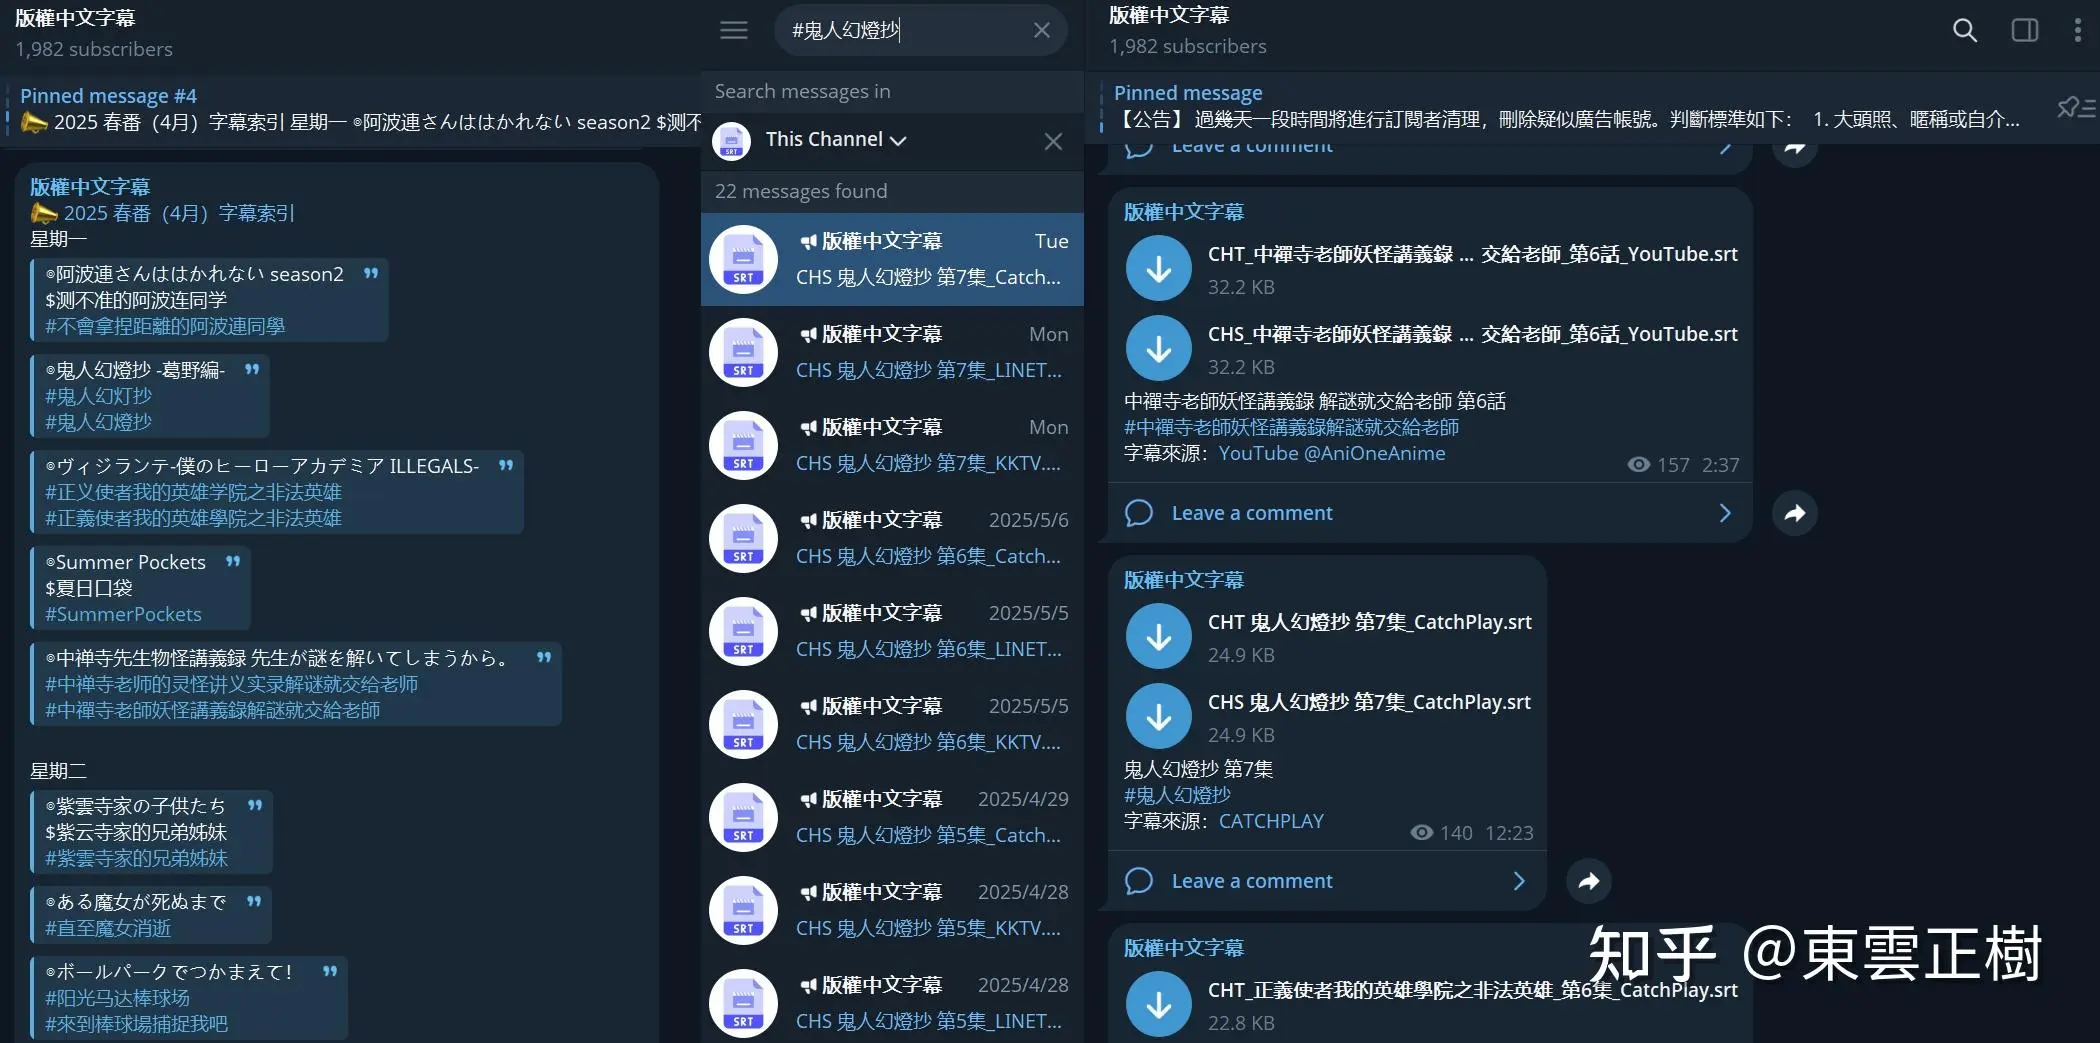 版權中文字幕
1,982 subscribers
Pinned message #4
2025 春番（4月）字幕索引 星期一 ⌾阿波連さんははかれない season2 $测不
版權中文字幕
2025 春番（4月）字幕索引
星期一
⌾阿波連さんははかれない season2
$测不准的阿波连同学
#不會拿捏距離的阿波連同學
⌾鬼人幻燈抄 -葛野編-
#鬼人幻灯抄
#鬼人幻燈抄
⌾ヴィジランテ-僕のヒーローアカデミア ILLEGALS-
#正义使者我的英雄学院之非法英雄
#正義使者我的英雄學院之非法英雄
⌾Summer Pockets
$夏日口袋
#SummerPockets
⌾中禅寺先生物怪講義録 先生が謎を解いてしまうから。
#中禅寺老师的灵怪讲义实录解谜就交给老师
#中禪寺老師妖怪講義錄解謎就交給老師
星期二
⌾紫雲寺家の子供たち
$紫云寺家的兄弟姊妹
#紫雲寺家的兄弟姊妹
⌾ある魔女が死ぬまで
#直至魔女消逝
⌾ボールパークでつかまえて！
#阳光马达棒球场
#來到棒球場捕捉我吧
#鬼人幻燈抄
Search messages in
This Channel
22 messages found
版權中文字幕 Tue
CHS 鬼人幻燈抄 第7集_Catch...
版權中文字幕 Mon
CHS 鬼人幻燈抄 第7集_LINET...
版權中文字幕 Mon
CHS 鬼人幻燈抄 第7集_KKTV....
版權中文字幕 2025/5/6
CHS 鬼人幻燈抄 第6集_Catch...
版權中文字幕 2025/5/5
CHS 鬼人幻燈抄 第6集_LINET...
版權中文字幕 2025/5/5
CHS 鬼人幻燈抄 第6集_KKTV....
版權中文字幕 2025/4/29
CHS 鬼人幻燈抄 第5集_Catch...
版權中文字幕 2025/4/28
CHS 鬼人幻燈抄 第5集_KKTV....
版權中文字幕 2025/4/28
CHS 鬼人幻燈抄 第5集_LINET...
SRT
SRT
SRT
SRT
SRT
SRT
SRT
SRT
SRT
SRT
版權中文字幕
1,982 subscribers
Pinned message
【公告】過幾天一段時間將進行訂閱者清理，刪除疑似廣告帳號。判斷標準如下： 1. 大頭照、暱稱或自介...
Leave a comment
版權中文字幕
CHT_中禪寺老師妖怪講義錄 ... 交給老師_第6話_YouTube.srt
32.2 KB
CHS_中禪寺老師妖怪講義錄 ... 交給老師_第6話_YouTube.srt
32.2 KB
中禪寺老師妖怪講義錄 解謎就交給老師 第6話
#中禪寺老師妖怪講義錄解謎就交給老師
字幕來源：YouTube @AniOneAnime
157 2:37
Leave a comment
版權中文字幕
CHT 鬼人幻燈抄 第7集_CatchPlay.srt
24.9 KB
CHS 鬼人幻燈抄 第7集_CatchPlay.srt
24.9 KB
鬼人幻燈抄 第7集
#鬼人幻燈抄
字幕來源：CATCHPLAY
140 12:23
Leave a comment
版權中文字幕
CHT_正義使者我的英雄學院之非法英雄_第6集_CatchPlay.srt
22.8 KB
知乎 @東雲正樹